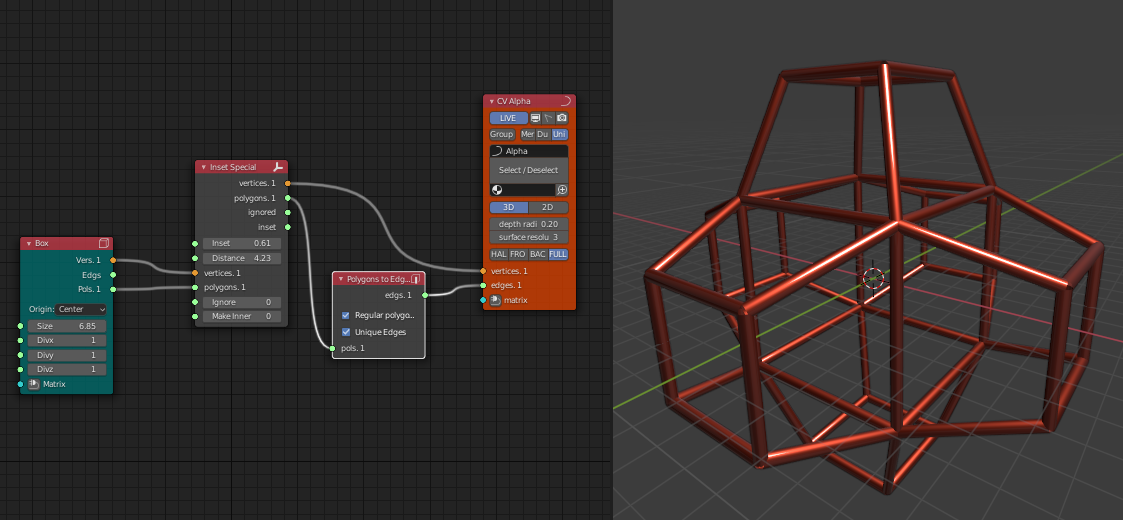 Box
Vers. 1
Edgs
Pols. 1
Origin: Center
Size 6.85
Divx 1
Divy 1
Divz 1
Matrix
Inset Special
vertices. 1
polygons. 1
ignored
inset
Inset 0.61
Distance 4.23
vertices. 1
polygons. 1
Ignore 0
Make Inner 0
Polygons to Edg...
edges. 1
Regular polygo..
Unique Edges
pols. 1
CV Alpha
LIVE
Group Mer Du Uni
Alpha
Select / Deselect
3D 2D
depth radi 0.20
surface resolu 3
HAL FRO BAC FULL
vertices. 1
edges. 1
matrix